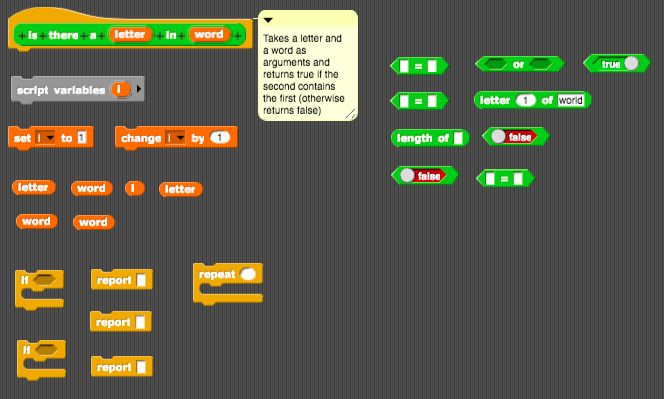 + Is + there + a + letter + in + word +
Takes a letter and
a word as
arguments and
returns true if the
second contains
the first (otherwise
returns false)
= or true
script variables i
= letter 1 of world
set i to 1 change i by 1
length of false
letter word i letter
false =
word word
if report repeat
report
if report